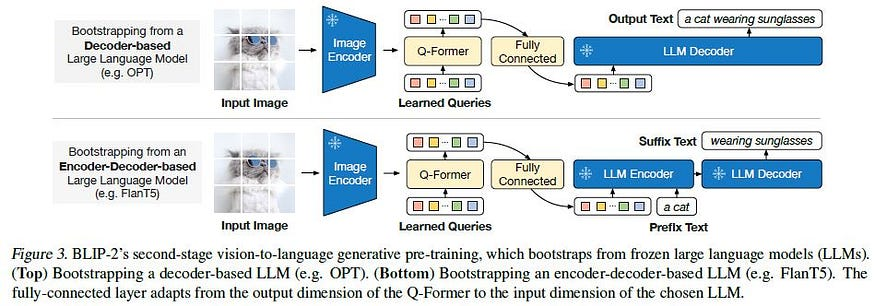 Bootstrapping from a
Decoder-based
Large Language Model
(e.g. OPT)
Input Image
Image
Encoder
Q-Former
Learned Queries
Fully
Connected
Output Text
a cat wearing sunglasses
LLM Decoder
Bootstrapping from an
Encoder-Decoder-based
Large Language Model
(e.g. FlanT5)
Input Image
Image
Encoder
Q-Former
Learned Queries
Fully
Connected
Suffix Text
wearing sunglasses
LLM Encoder
LLM Decoder
a cat
Prefix Text
Figure 3. BLIP-2's second-stage vision-to-language generative pre-training, which bootstraps from frozen large language models (LLMs).
(Top) Bootstrapping a decoder-based LLM (e.g. OPT). (Bottom) Bootstrapping an encoder-decoder-based LLM (e.g. FlanT5). The
fully-connected layer adapts from the output dimension of the Q-Former to the input dimension of the chosen LLM.